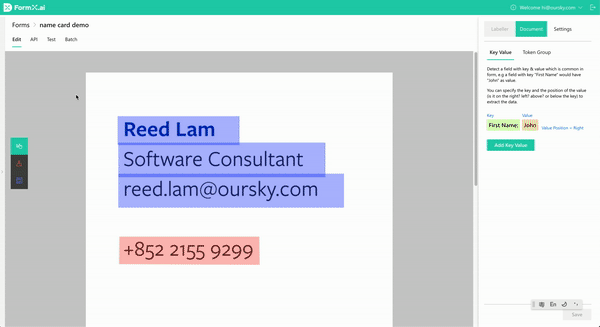 FormX.ai
Welcome hi@oursky.com
Forms > name card demo
Edit API Test Batch
Labeller Document Settings
Key Value Token Group
Detect a field with key & value which is common in
form, e.g a field with key "First Name" would have
"John" as value.
You can specify the key and the position of the value
(is it on the right? left? above? or below the key) to
extract the data.
Key Value
First Name: John Value Position = Right
Add Key Value
Reed Lam
Software Consultant
reed.lam@oursky.com
+852 2155 9299
En
Save